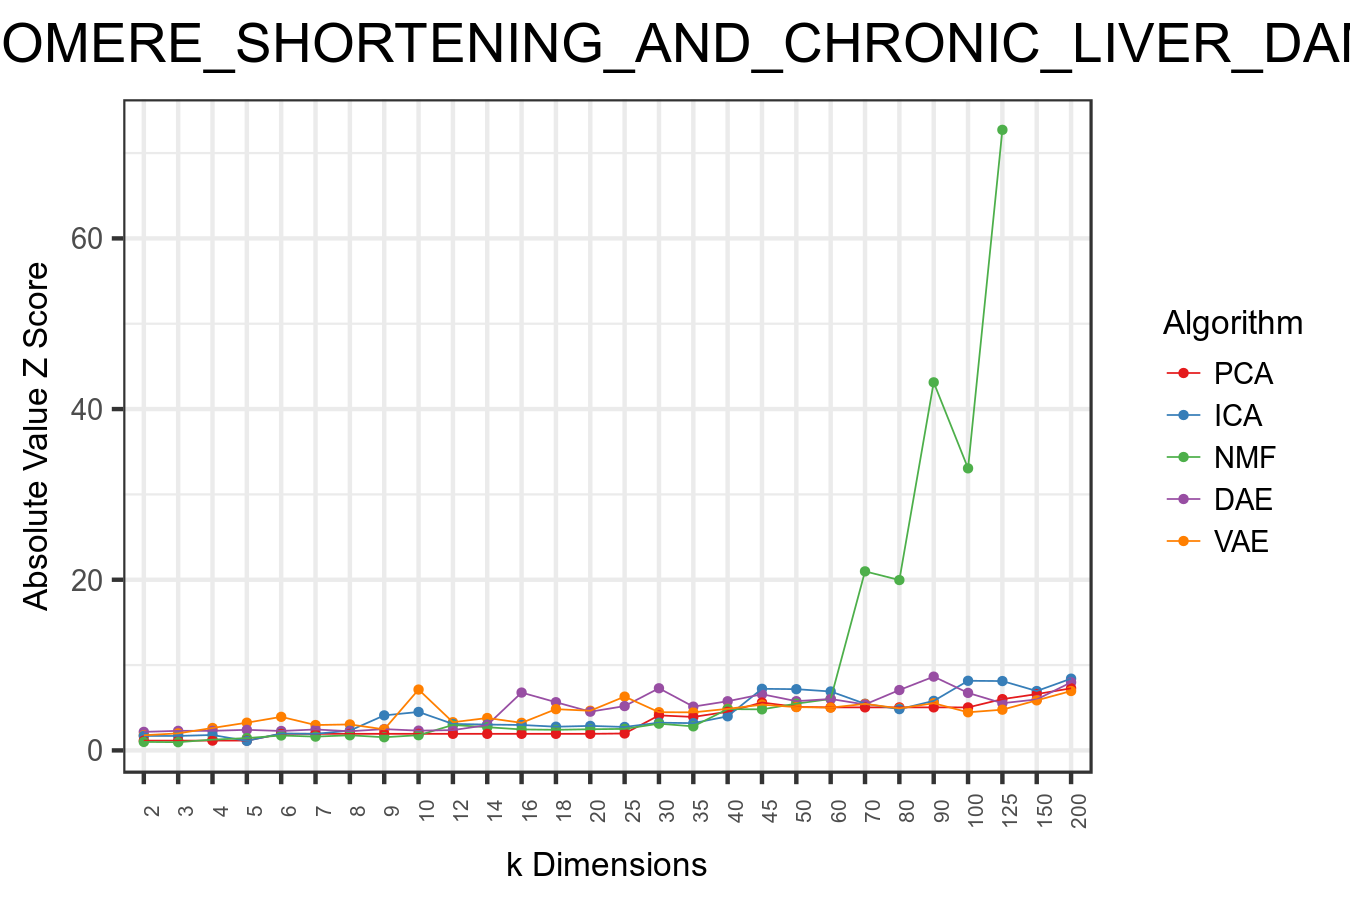 OMERE_SHORTENING_AND_CHRONIC_LIVER_DA
Absolute Value Z Score
60
40
20
0
2 3 4 5 6 7 8 9 10 12 14 16 18 20 25 30 35 40 45 50 60 70 80 90 100 125 150 200
k Dimensions
Algorithm
PCA
ICA
NMF
DAE
VAE